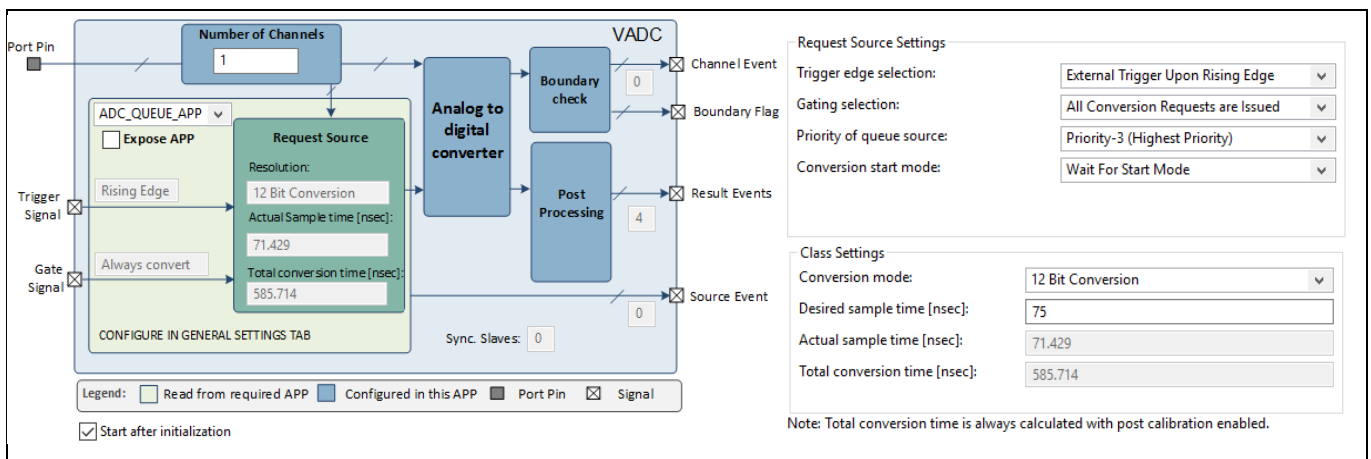 Number of Channels
VADC
Port Pin
1
Channel Event
Boundary
check
0
Boundary Flag
ADC_QUEUE_APP
Expose APP
Request Source
Analog to
digital
converter
Resolution:
Rising Edge
12 Bit Conversion
Trigger
Signal
Actual Sample time [nsec]:
71.429
Post
Processing
Result Events
4
Gate
Signal
Always convert
Total conversion time [nsec]:
585.714
Source Event
0
CONFIGURE IN GENERAL SETTINGS TAB
Sync. Slaves: 0
Legend: Read from required APP Configured in this APP Port Pin Signal
Start after initialization
Request Source Settings
Trigger edge selection: External Trigger Upon Rising Edge
Gating selection: All Conversion Requests are Issued
Priority of queue source: Priority-3 (Highest Priority)
Conversion start mode: Wait For Start Mode
Class Settings
Conversion mode: 12 Bit Conversion
Desired sample time [nsec]: 75
Actual sample time [nsec]: 71.429
Total conversion time [nsec]: 585.714
Note: Total conversion time is always calculated with post calibration enabled.